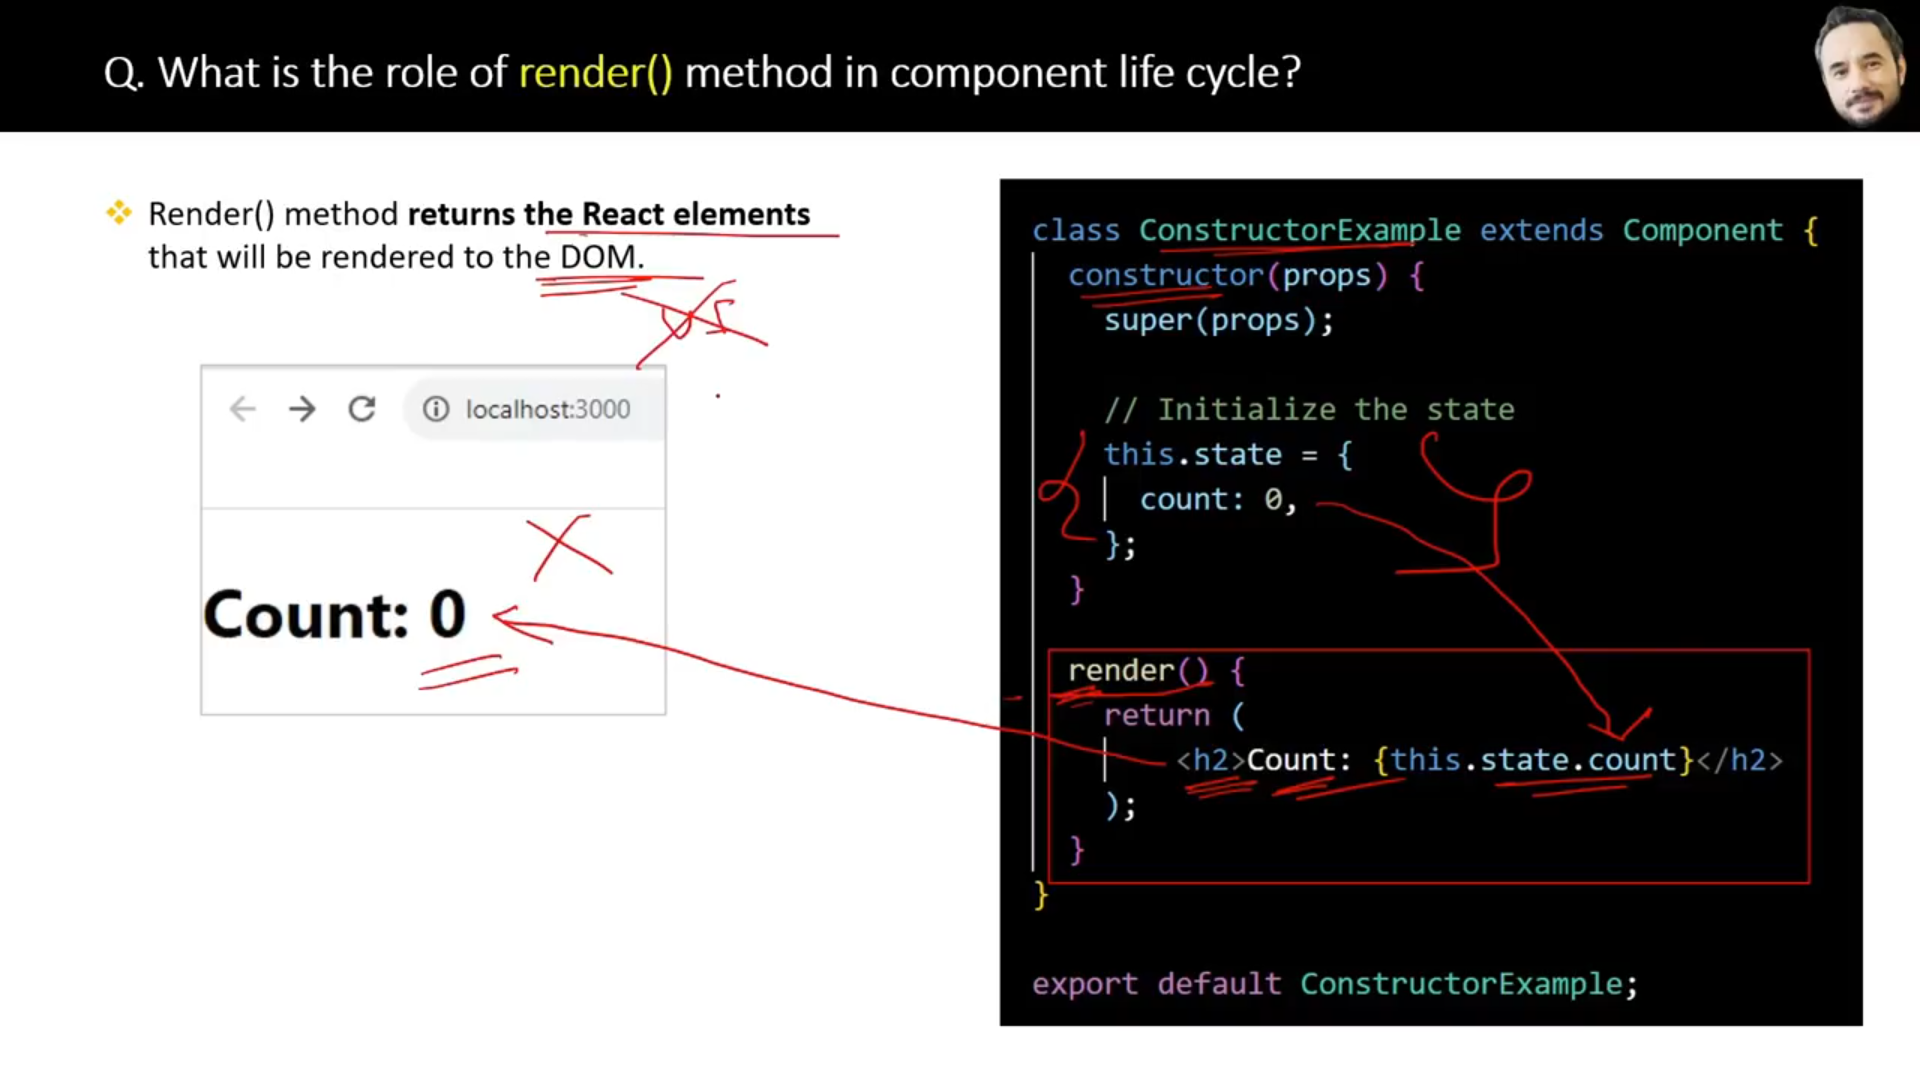 Q. What is the role of render() method in component life cycle?
Render() method returns the React elements
that will be rendered to the DOM.
localhost:3000
Count: 0
class ConstructorExample extends Component {
constructor(props) {
super(props);
// Initialize the state
this.state = {
count: 0,
};
}
render() {
return (
<h2>Count: {this.state.count}</h2>
);
}
}
export default ConstructorExample;